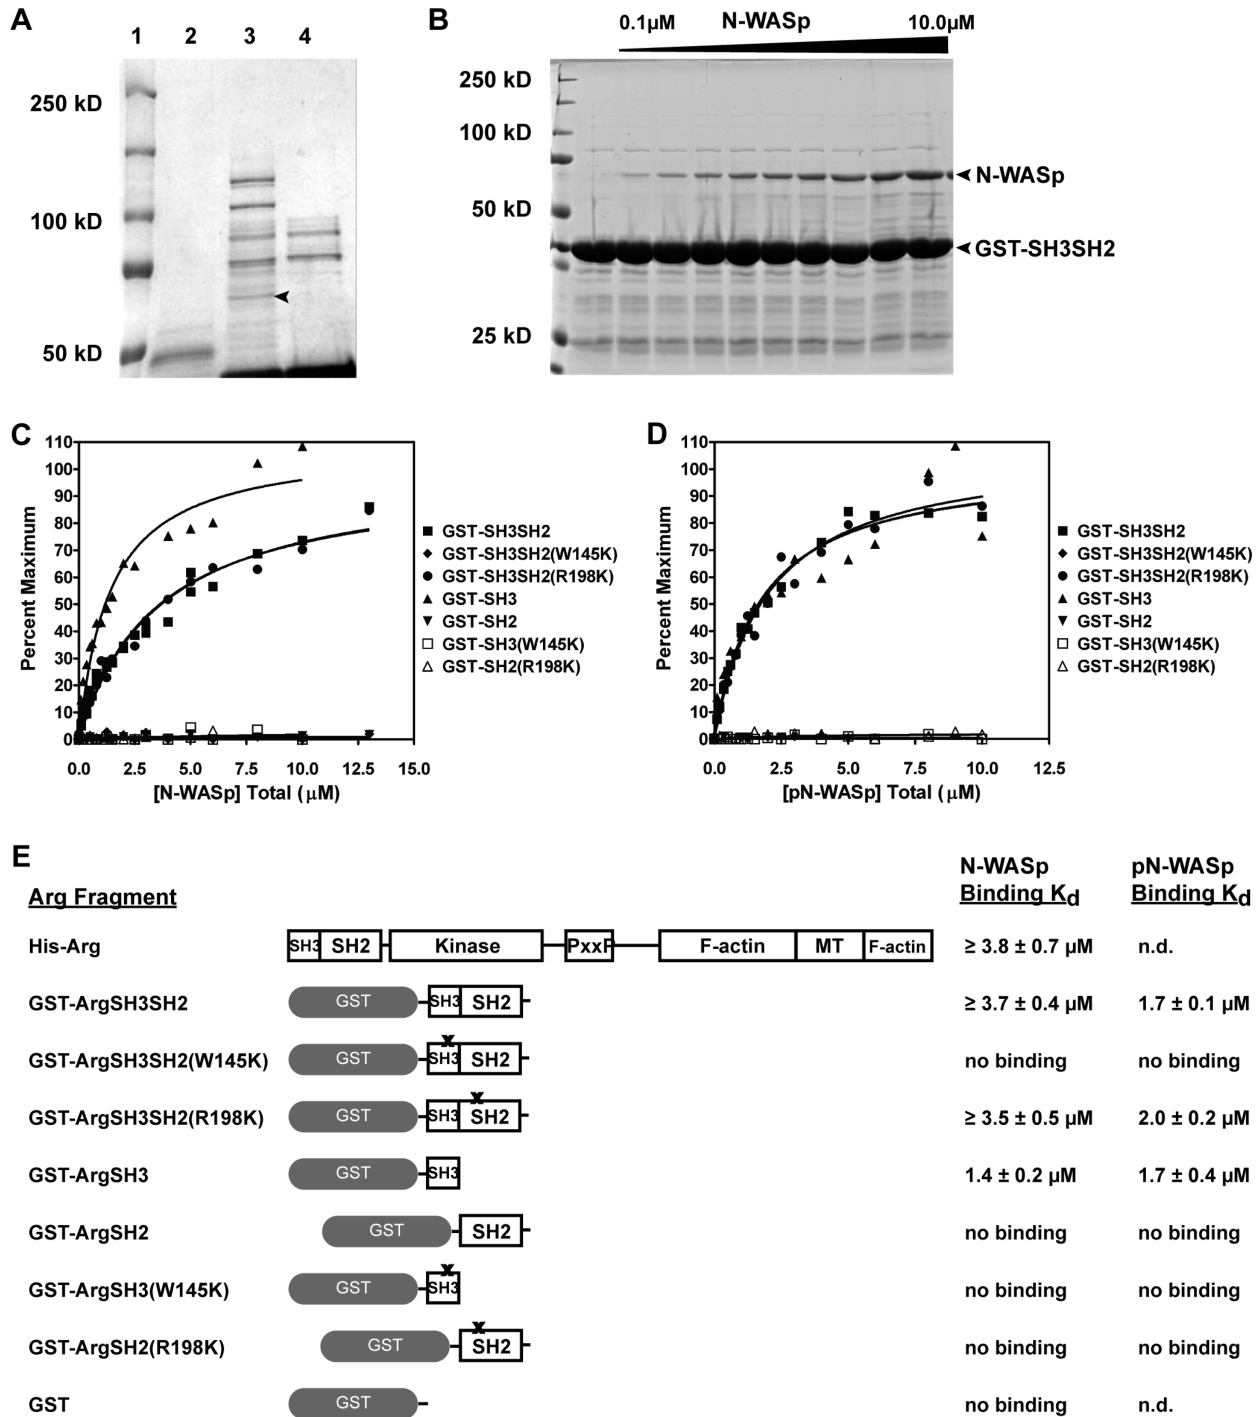 A
1 2 3 4
250 kD
100 kD
50 kD
B
0.1µM N-WASp 10.0µM
250 kD
100 kD
50 kD
25 kD
N-WASp
GST-SH3SH2
C
Percent Maximum
110
100
90
80
70
60
50
40
30
20
10
0
0.0 2.5 5.0 7.5 10.0 12.5 15.0
[N-WASp] Total (µM)
GST-SH3SH2
GST-SH3SH2(W145K)
GST-SH3SH2(R198K)
GST-SH3
GST-SH2
GST-SH3(W145K)
GST-SH2(R198K)
D
Percent Maximum
110
100
90
80
70
60
50
40
30
20
10
0
0.0 2.5 5.0 7.5 10.0 12.5
[pN-WASp] Total (µM)
GST-SH3SH2
GST-SH3SH2(W145K)
GST-SH3SH2(R198K)
GST-SH3
GST-SH2
GST-SH3(W145K)
GST-SH2(R198K)
E
Arg Fragment
N-WASp
Binding Kd
pN-WASp
Binding Kd
His-Arg SH3 SH2 Kinase PxxP F-actin MT F-actin ≥ 3.8 ± 0.7 µM n.d.
GST-ArgSH3SH2 GST SH3 SH2 ≥ 3.7 ± 0.4 µM 1.7 ± 0.1 µM
GST-ArgSH3SH2(W145K) GST SH3 SH2 no binding no binding
GST-ArgSH3SH2(R198K) GST SH3 SH2 ≥ 3.5 ± 0.5 µM 2.0 ± 0.2 µM
GST-ArgSH3 GST SH3 1.4 ± 0.2 µM 1.7 ± 0.4 µM
GST-ArgSH2 GST SH2 no binding no binding
GST-ArgSH3(W145K) GST SH3 no binding no binding
GST-ArgSH2(R198K) GST SH2 no binding no binding
GST GST no binding n.d.